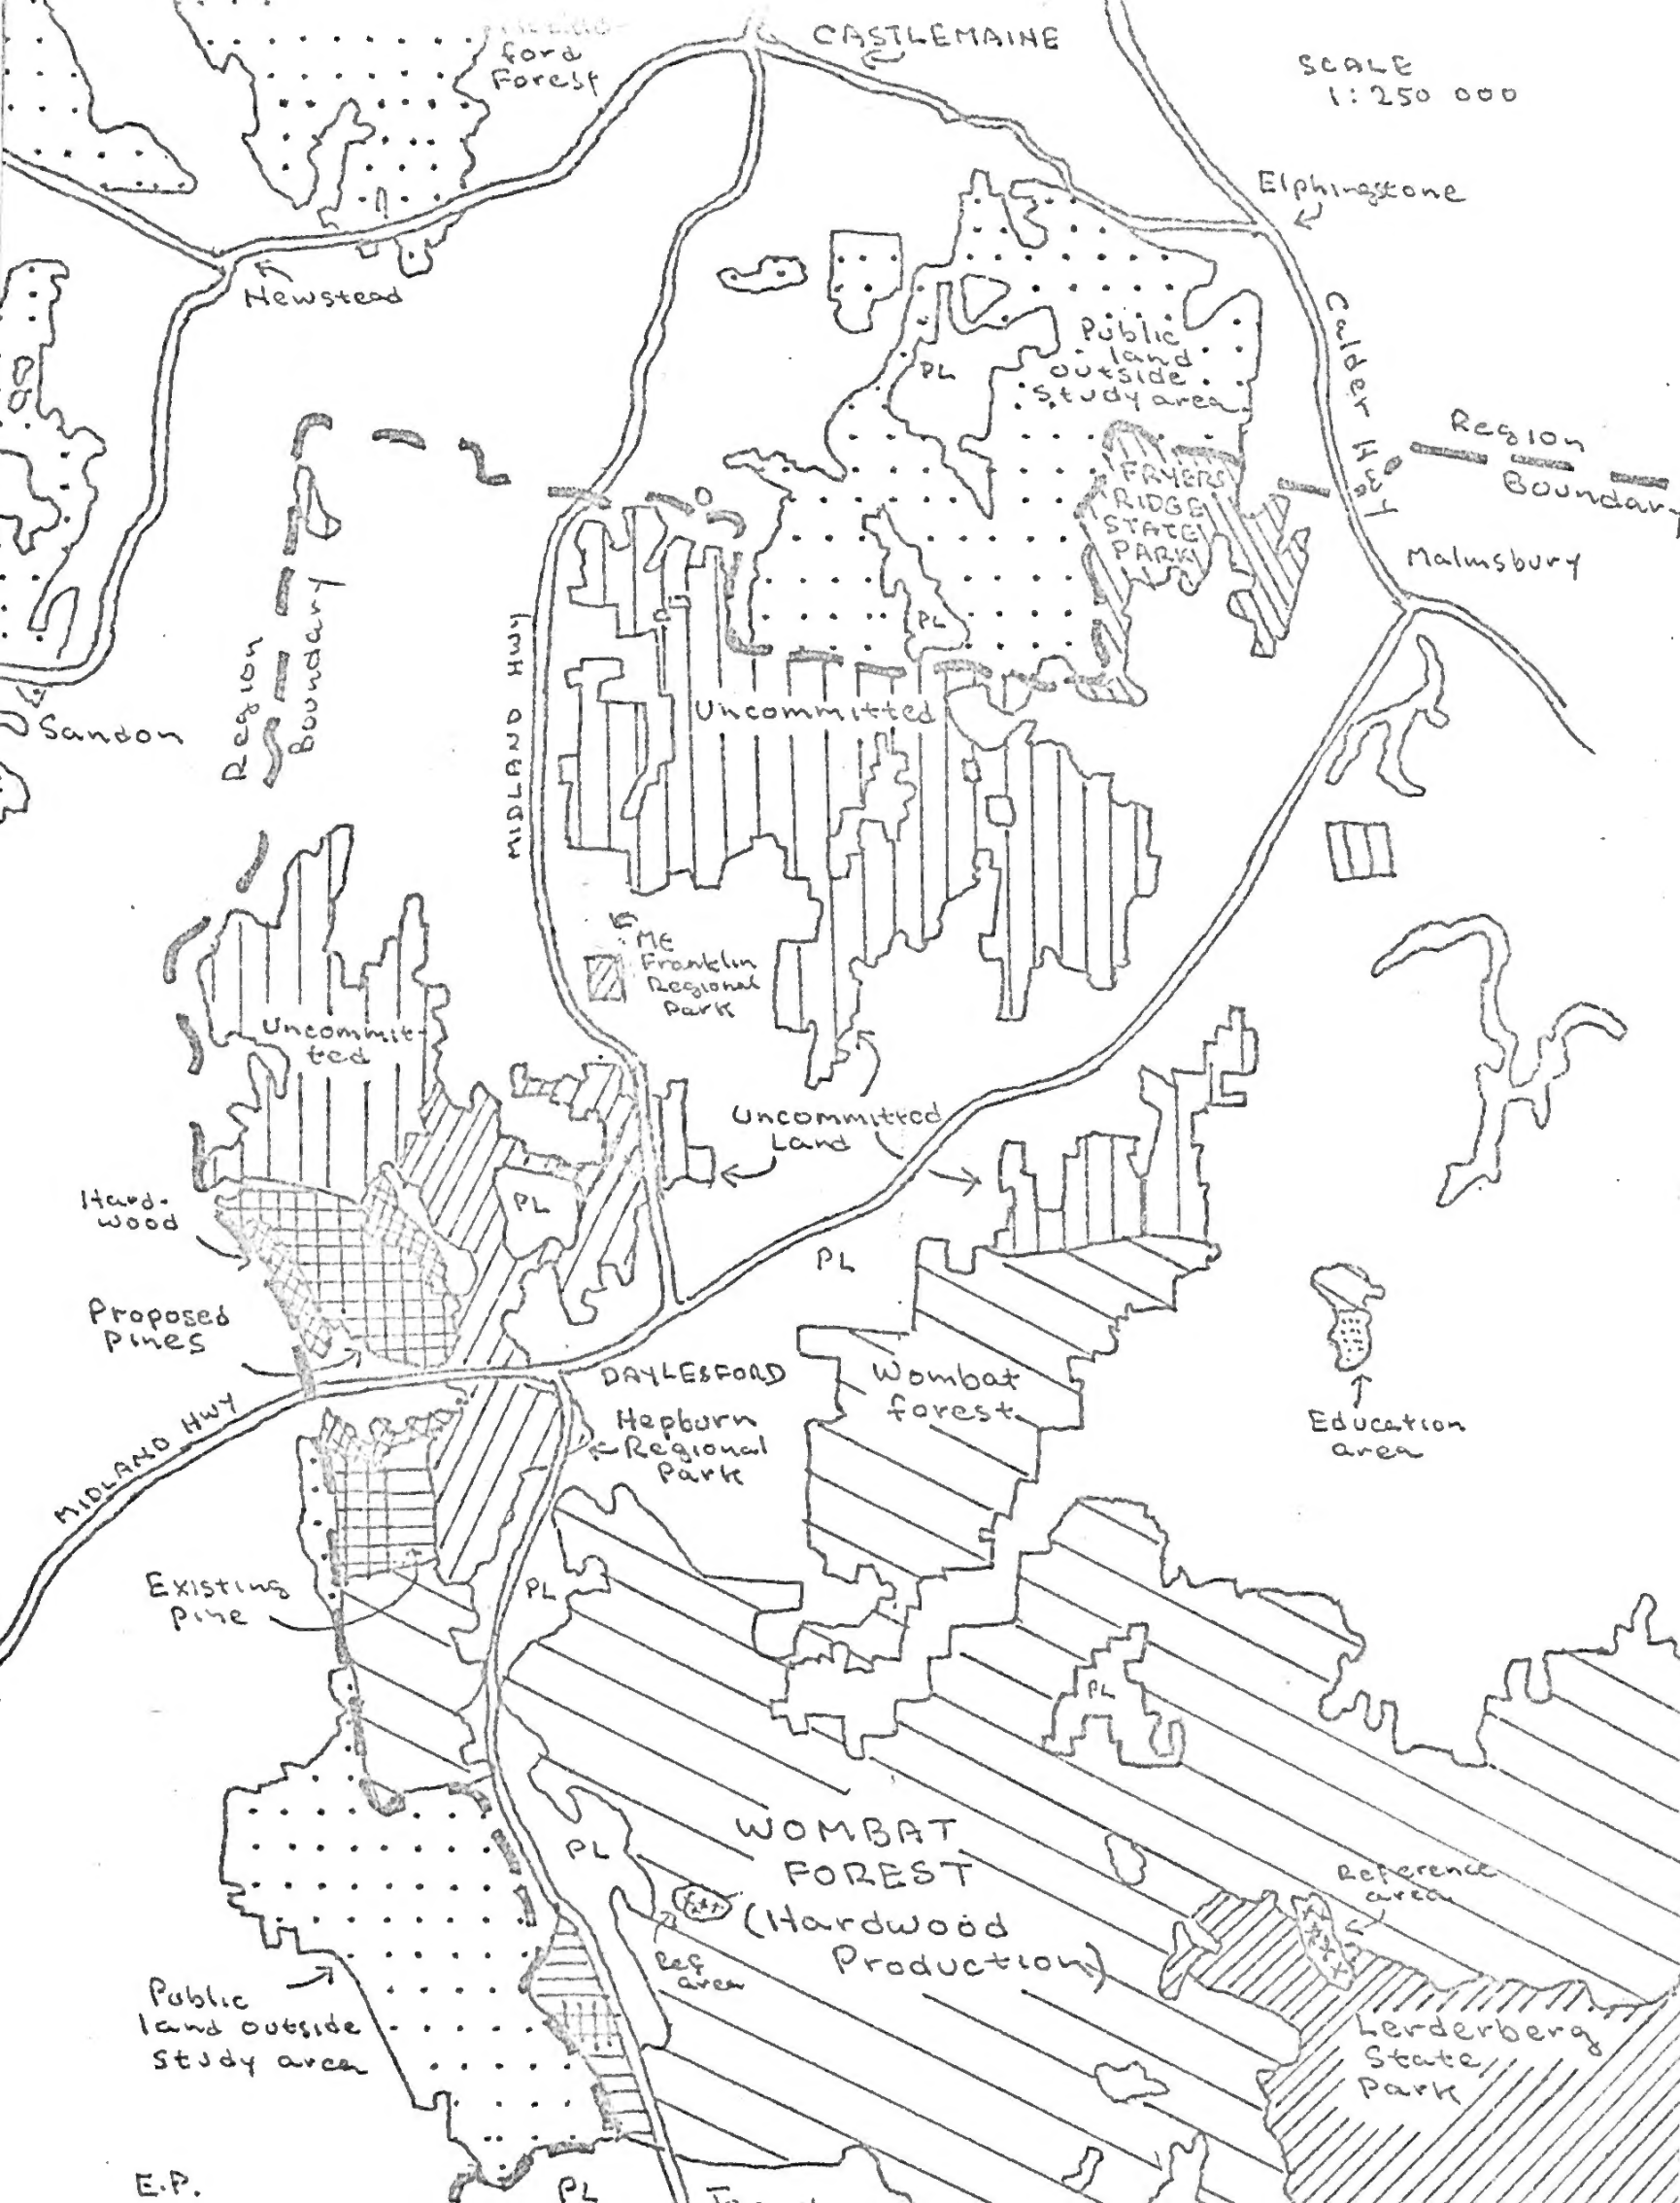 ford
Forest
CASTLEMAINE
SCALE
1:250 000
Elphingstone
Newstead
Calder Hwy
Public
land
outside
study area
PL
Region
Boundary
FRYERS
RIDGE
STATE
PARK
Malmsbury
PL
MIDLAND HWY
Region
Boundary
Sandon
Uncommitted
Mt
Franklin
Regional
Park
Uncommit-
ted
Uncommitted
Land
PL
Hard-
wood
PL
Proposed
Pines
DAYLESFORD
Wombat
forest
Education
area
MIDLAND HWY
Hepburn
Regional
Park
Existing
Pine
PL
PL
WOMBAT
FOREST
(Hardwood
Production)
PL
Reference
area
Ref
area
Public
land outside
study area
Lerderberg
State
Park
E.P.
PL